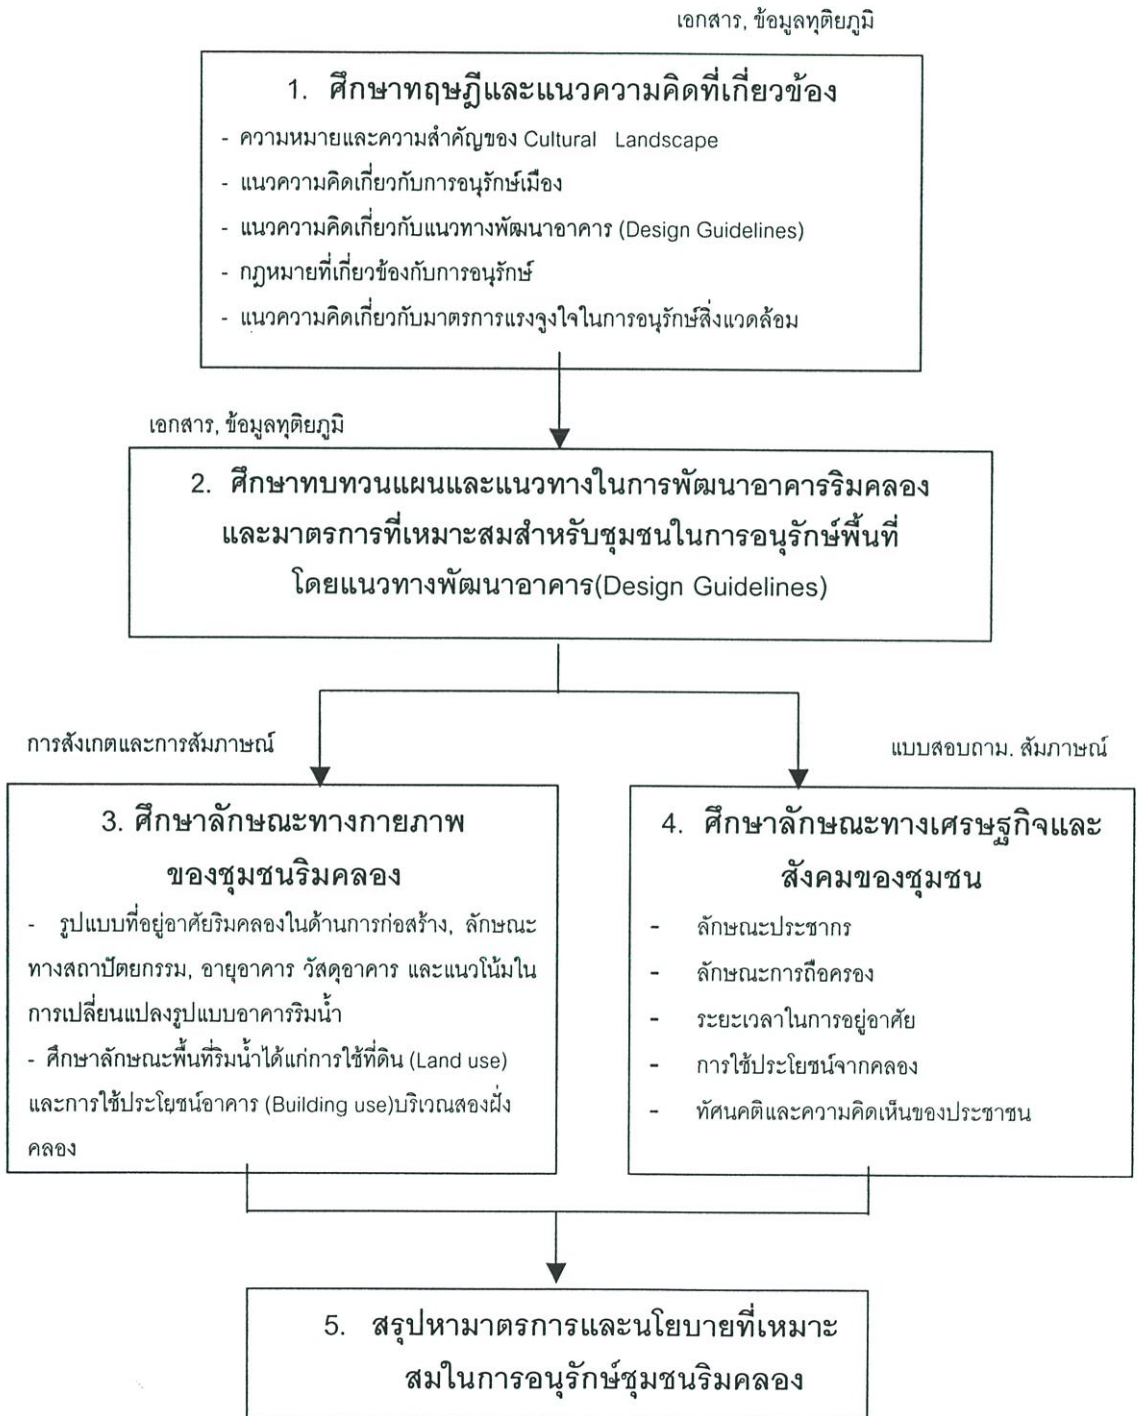 เอกสาร, ข้อมูลทุติยภูมิ
1. ศึกษาทฤษฎีและแนวความคิดที่เกี่ยวข้อง
- ความหมายและความสำคัญของ Cultural Landscape
- แนวความคิดเกี่ยวกับการอนุรักษ์เมือง
- แนวความคิดเกี่ยวกับแนวทางพัฒนาอาคาร (Design Guidelines)
- กฎหมายที่เกี่ยวข้องกับการอนุรักษ์
- แนวความคิดเกี่ยวกับมาตรการแรงจูงใจในการอนุรักษ์สิ่งแวดล้อม
เอกสาร, ข้อมูลทุติยภูมิ
2. ศึกษาทบทวนแผนและแนวทางในการพัฒนาอาคารริมคลอง
และมาตรการที่เหมาะสมสำหรับชุมชนในการอนุรักษ์พื้นที่
โดยแนวทางพัฒนาอาคาร(Design Guidelines)
การสังเกตและการสัมภาษณ์
3. ศึกษาลักษณะทางกายภาพ
ของชุมชนริมคลอง
- รูปแบบที่อยู่อาศัยริมคลองในด้านการก่อสร้าง, ลักษณะ
ทางสถาปัตยกรรม, อายุอาคาร วัสดุอาคาร และแนวโน้มใน
การเปลี่ยนแปลงรูปแบบอาคารริมน้ำ
- ศึกษาลักษณะพื้นที่ริมน้ำได้แก่การใช้ที่ดิน (Land use)
และการใช้ประโยชน์อาคาร (Building use)บริเวณสองฝั่ง
คลอง
แบบสอบถาม. สัมภาษณ์
4. ศึกษาลักษณะทางเศรษฐกิจและ
สังคมของชุมชน
- ลักษณะประชากร
- ลักษณะการถือครอง
- ระยะเวลาในการอยู่อาศัย
- การใช้ประโยชน์จากคลอง
- ทัศนคติและความคิดเห็นของประชาชน
5. สรุปหามาตรการและนโยบายที่เหมาะ
สมในการอนุรักษ์ชุมชนริมคลอง